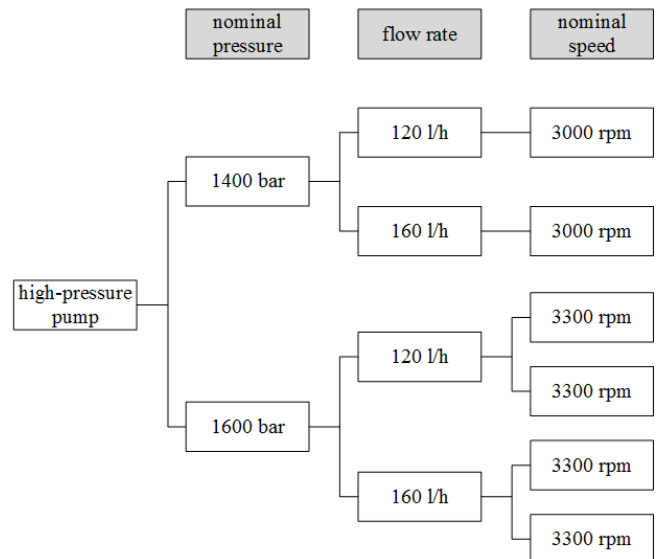 nominal
pressure
flow rate
nominal
speed
120 l/h
3000 rpm
1400 bar
160 l/h
3000 rpm
high-pressure
pump
3300 rpm
120 l/h
3300 rpm
1600 bar
3300 rpm
160 l/h
3300 rpm